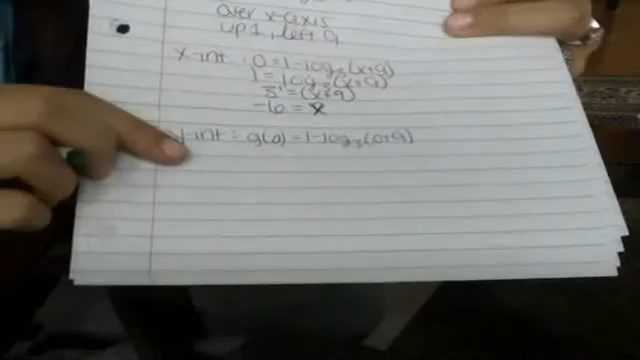 over x-axis
up 1, left 9
x-int: 0 = 1-log₃(x+9)
1 = log₃(x+9)
3¹ = (x+9)
-6 = x
y-int: g(0) = 1-log₃(0+9)